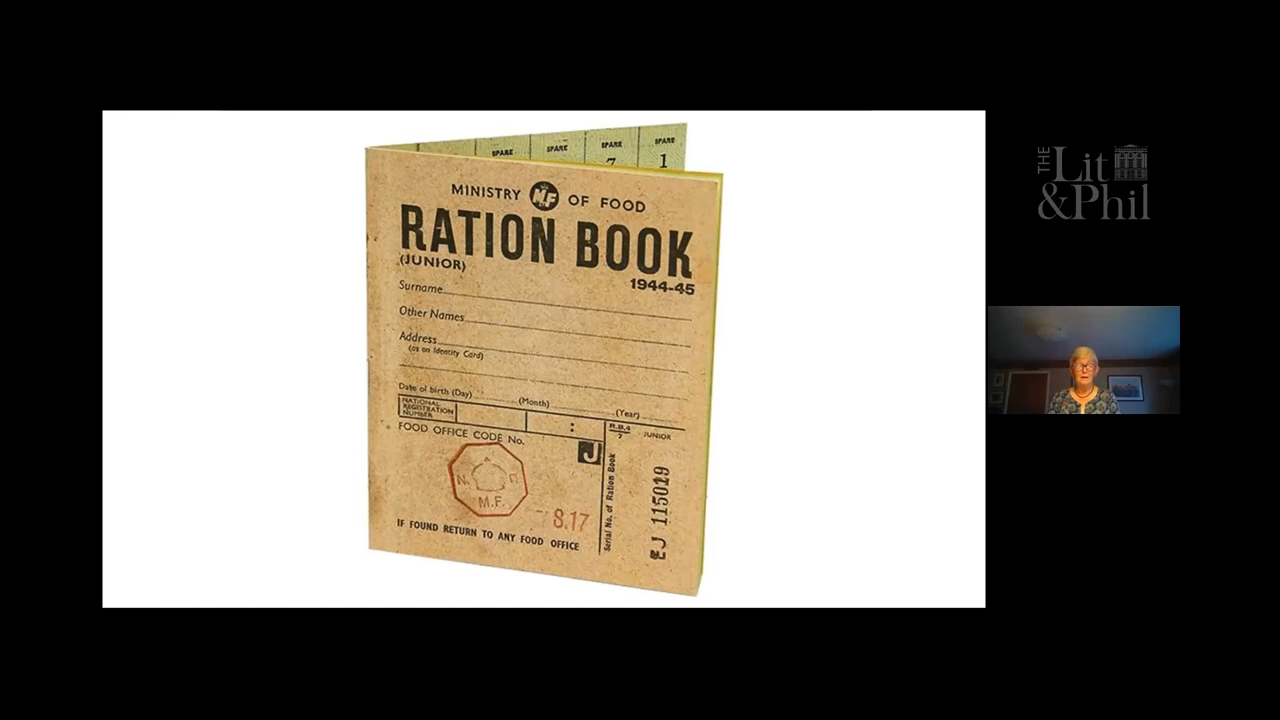 SPARE SPARE SPARE SPARE
7 1
MINISTRY MF OF FOOD
RATION BOOK
(JUNIOR)
1944-45
Surname
Other Names
Address
(as on Identity Card)
Date of birth (Day) (Month) (Year)
NATIONAL
REGISTRATION
NUMBER
:
FOOD OFFICE CODE No.
J
R.B.4
7
JUNIOR
Serial No. of Ration Book
EJ 115019
N.
M.F.
8.17
IF FOUND RETURN TO ANY FOOD OFFICE
THE
Lit
&Phil